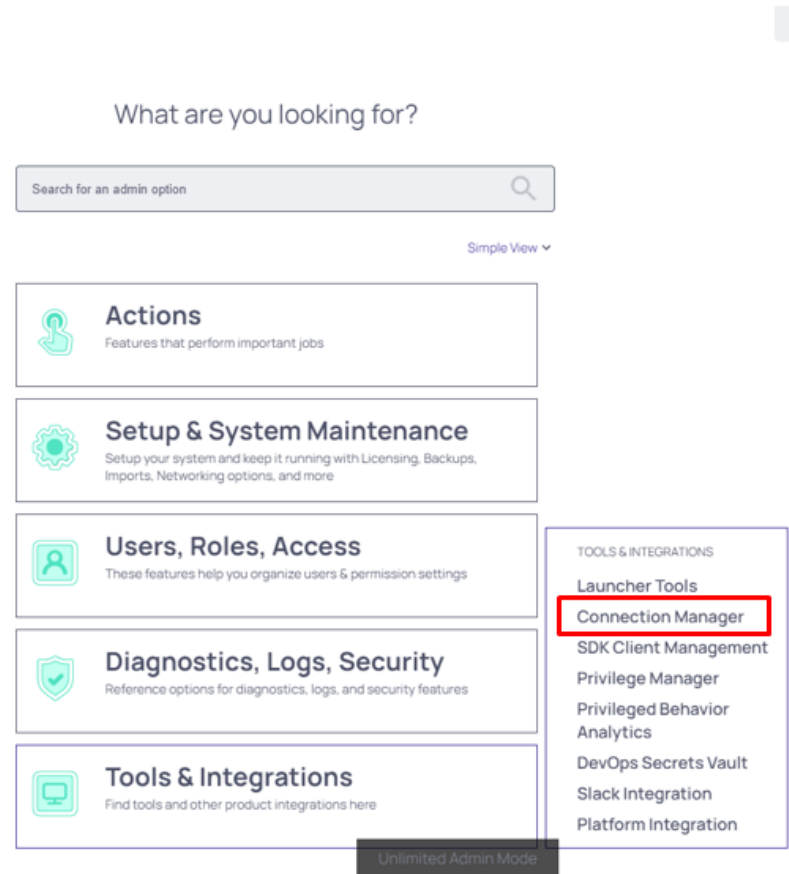 What are you looking for?
Search for an admin option
Simple View
Actions
Features that perform important jobs
Setup & System Maintenance
Setup your system and keep it running with Licensing, Backups,
Imports, Networking options, and more
Users, Roles, Access
These features help you organize users & permission settings
Diagnostics, Logs, Security
Reference options for diagnostics, logs, and security features
Tools & Integrations
Find tools and other product integrations here
TOOLS & INTEGRATIONS
Launcher Tools
Connection Manager
SDK Client Management
Privilege Manager
Privileged Behavior
Analytics
DevOps Secrets Vault
Slack Integration
Platform Integration
Unlimited Admin Mode